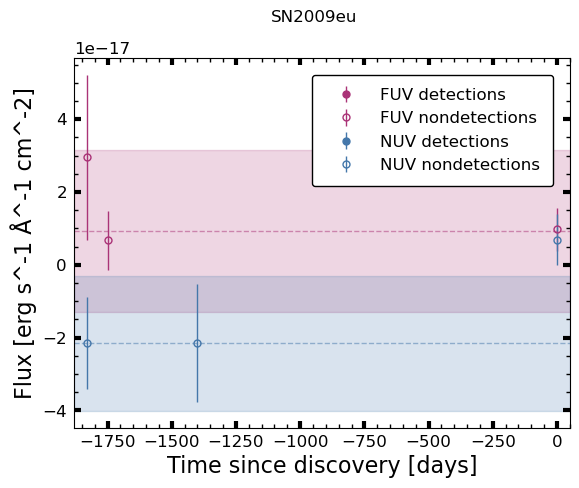 SN2009eu
1e−17
FUV detections
FUV nondetections
NUV detections
NUV nondetections
4
2
0
−2
−4
Flux [erg s^-1 Å^-1 cm^-2]
−1750 −1500 −1250 −1000 −750 −500 −250 0
Time since discovery [days]